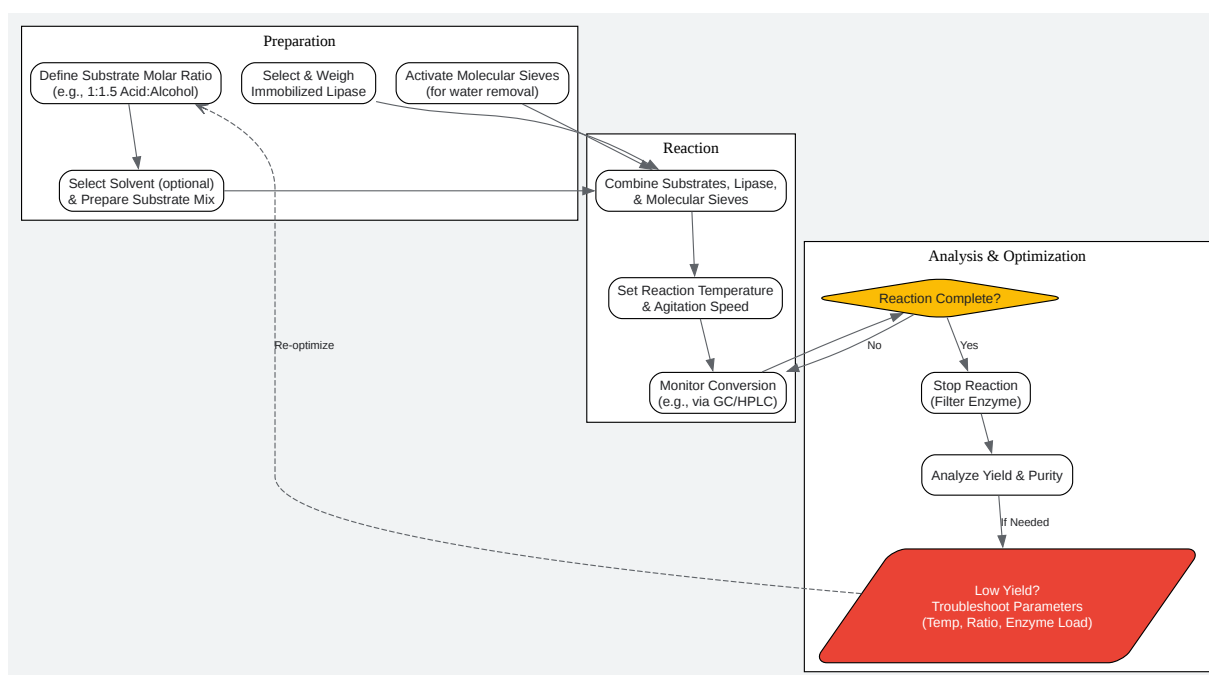 Preparation
Define Substrate Molar Ratio
(e.g., 1:1.5 Acid:Alcohol)
Select & Weigh
Immobilized Lipase
Activate Molecular Sieves
(for water removal)
Select Solvent (optional)
& Prepare Substrate Mix
Reaction
Combine Substrates, Lipase,
& Molecular Sieves
Set Reaction Temperature
& Agitation Speed
Monitor Conversion
(e.g., via GC/HPLC)
Analysis & Optimization
Reaction Complete?
No
Yes
Stop Reaction
(Filter Enzyme)
Analyze Yield & Purity
If Needed
Low Yield?
Troubleshoot Parameters
(Temp, Ratio, Enzyme Load)
Re-optimize